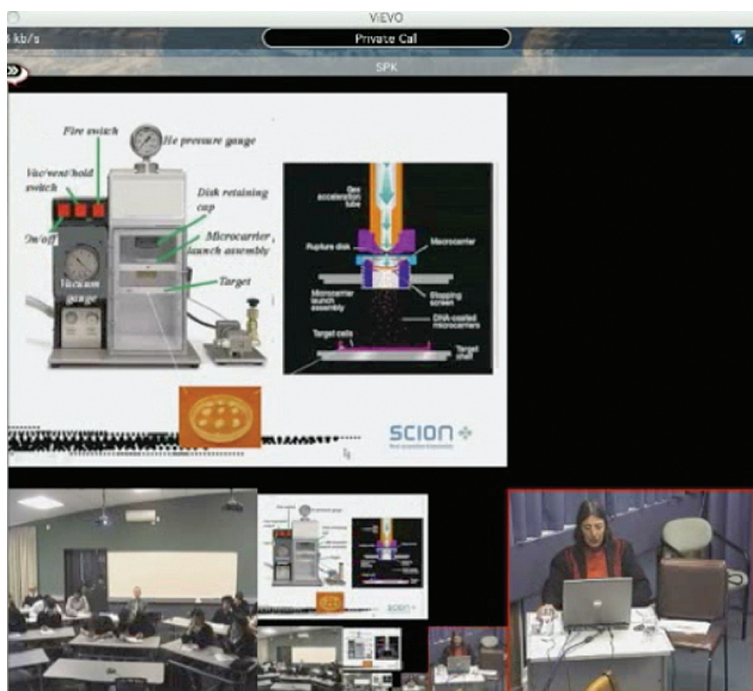 ViEVO
kb/s
Private Call
SPK
Fire switch
He pressure gauge
Vac/vent/hold
switch
Disk retaining
cap
On/off
Microcarrier
launch assembly
Vacuum
gauge
Target
Gas
acceleration
tube
Rupture disk
Macrocarrier
Microcarrier
launch
assembly
Stopping
screen
DNA-coated
microcarriers
Target cells
Target
shelf
SCION